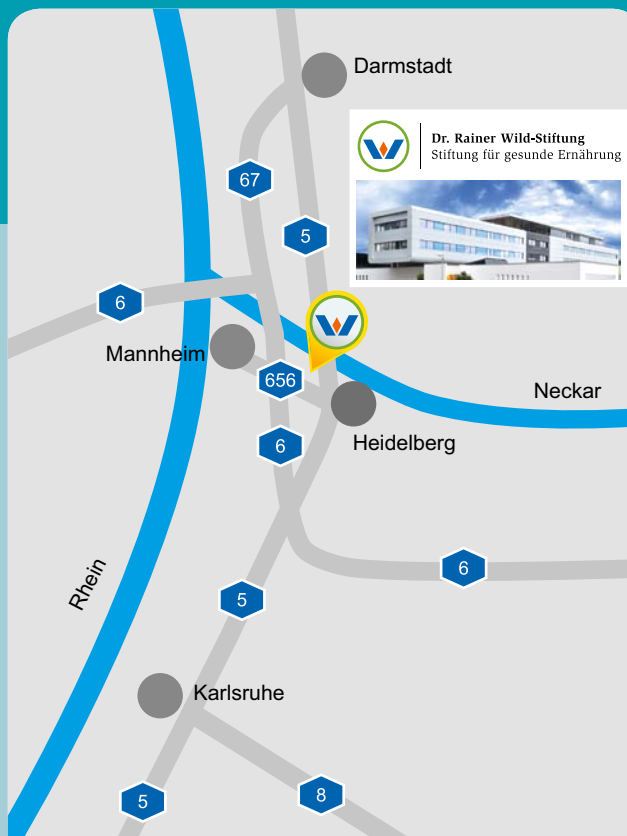 Darmstadt
Dr. Rainer Wild-Stiftung
Stiftung für gesunde Ernährung
67
5
6
Mannheim
656
Neckar
6
Heidelberg
6
Rhein
5
Karlsruhe
5
8